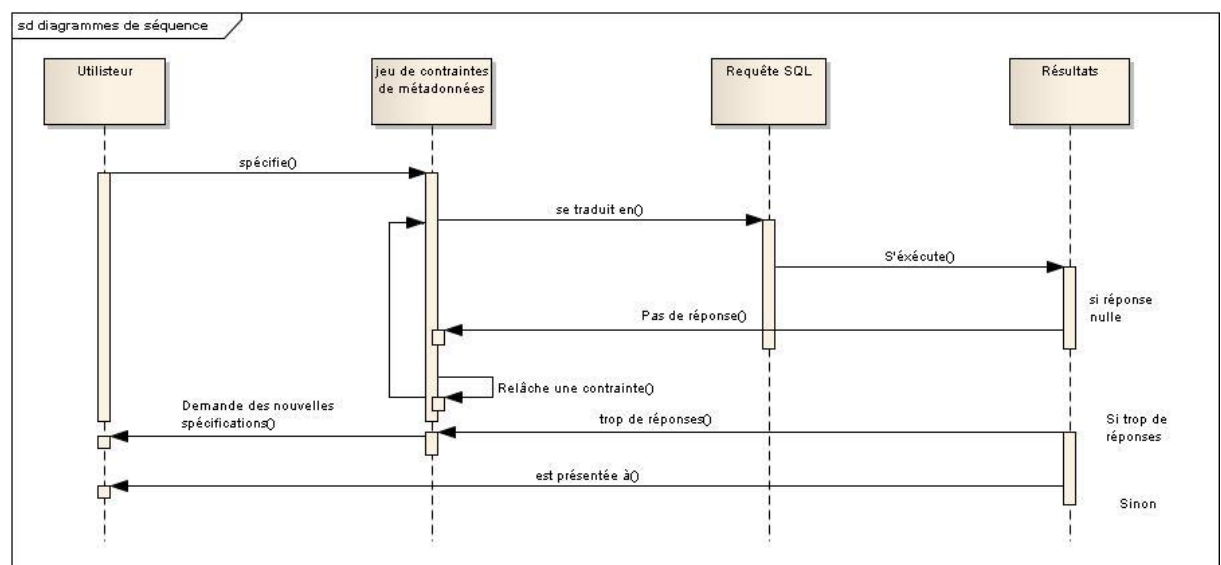 sd diagrammes de séquence
Utilisteur
jeu de contraintes
de métadonnées
Requête SQL
Résultats
spécifie()
se traduit en()
S'éxécute()
si réponse
nulle
Pas de réponse()
Relâche une contrainte()
Demande des nouvelles
spécifications()
trop de réponses()
Si trop de
réponses
est présentée à()
Sinon